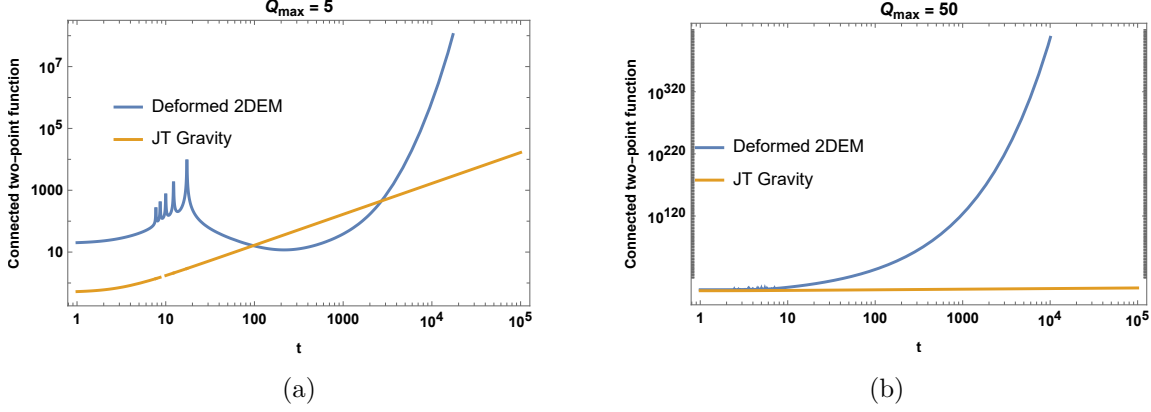 Q_max = 5
Connected two-point function
10^7
10^5
1000
10
Deformed 2DEM
JT Gravity
1 10 100 1000 10^4 10^5
t
(a)
Q_max = 50
Connected two-point function
10^320
10^220
10^120
Deformed 2DEM
JT Gravity
1 10 100 1000 10^4 10^5
t
(b)